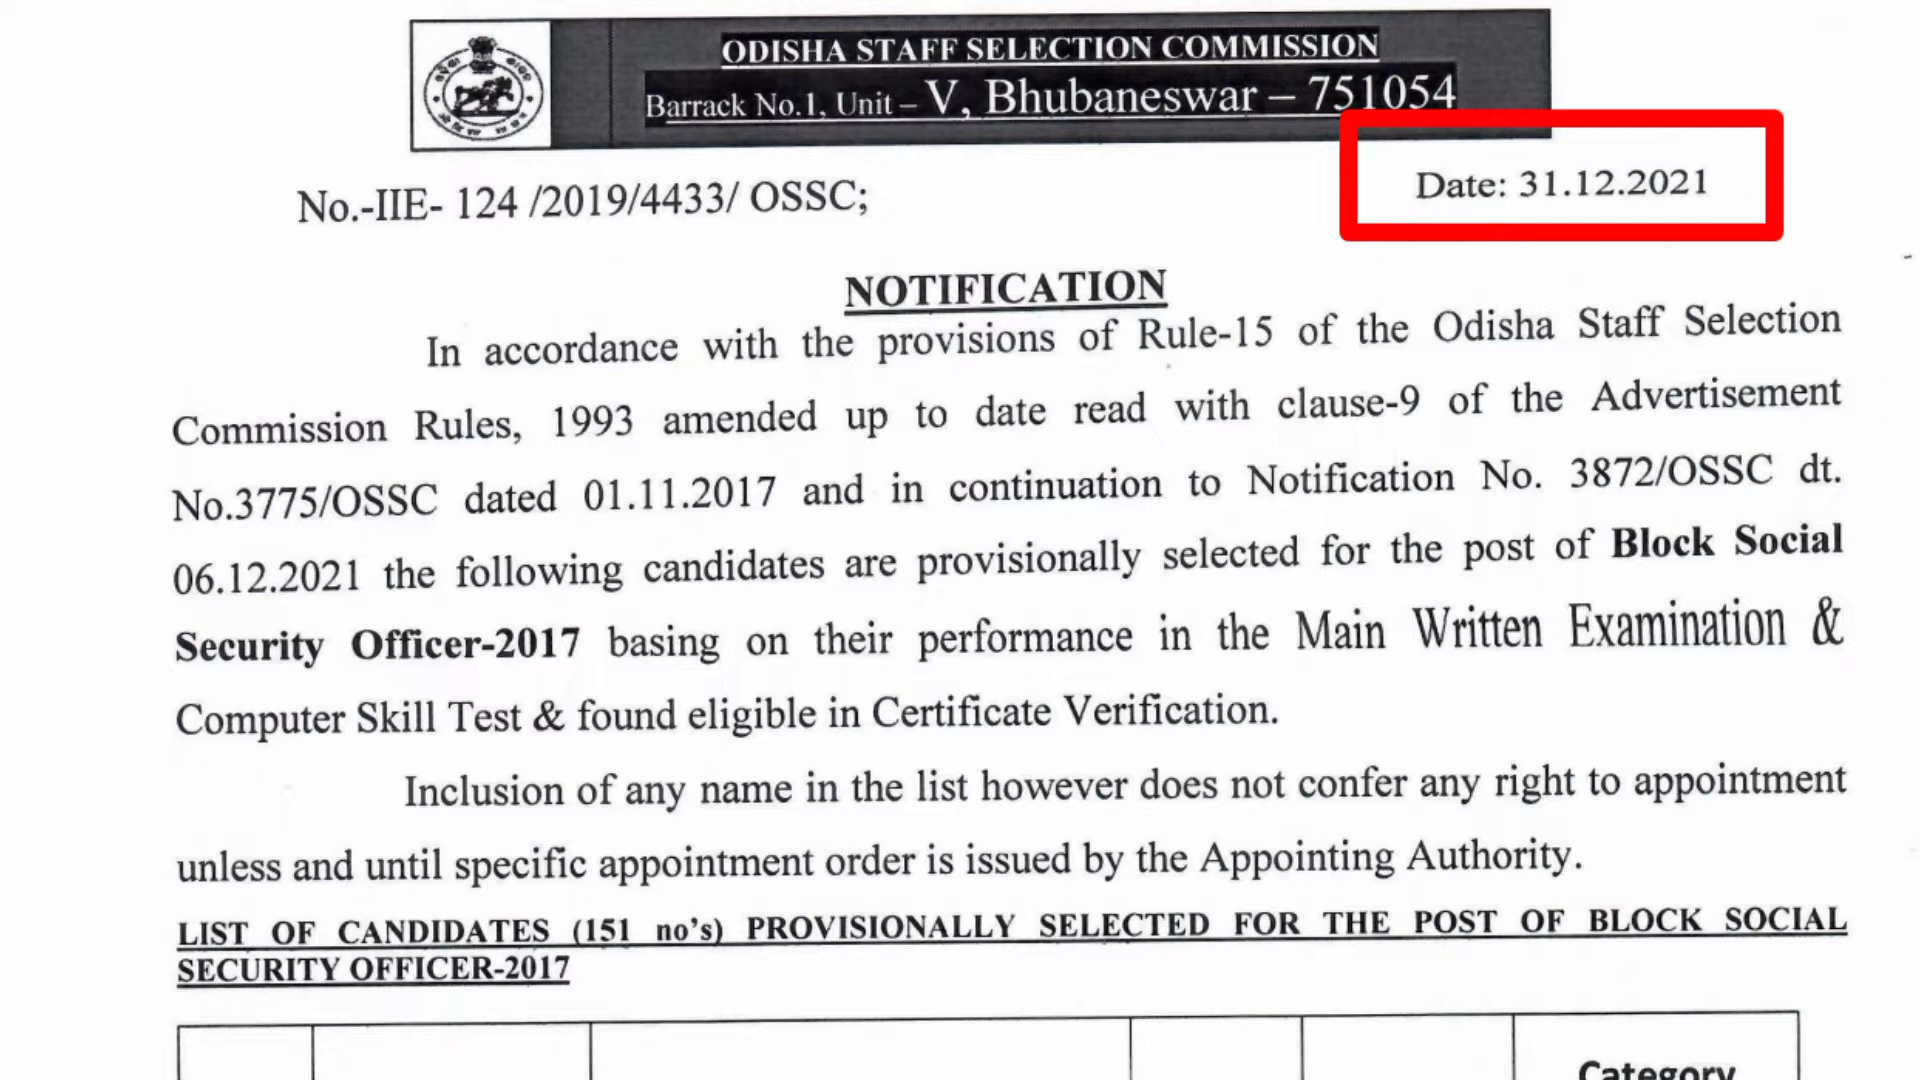 ODISHA STAFF SELECTION COMMISSION
Barrack No.1, Unit – V, Bhubaneswar – 751054
No.-IIE- 124 /2019/4433/ OSSC;
Date: 31.12.2021
NOTIFICATION
In accordance with the provisions of Rule-15 of the Odisha Staff Selection
Commission Rules, 1993 amended up to date read with clause-9 of the Advertisement
No.3775/OSSC dated 01.11.2017 and in continuation to Notification No. 3872/OSSC dt.
06.12.2021 the following candidates are provisionally selected for the post of Block Social
Security Officer-2017 basing on their performance in the Main Written Examination &
Computer Skill Test & found eligible in Certificate Verification.
Inclusion of any name in the list however does not confer any right to appointment
unless and until specific appointment order is issued by the Appointing Authority.
LIST OF CANDIDATES (151 no's) PROVISIONALLY SELECTED FOR THE POST OF BLOCK SOCIAL
SECURITY OFFICER-2017
Category